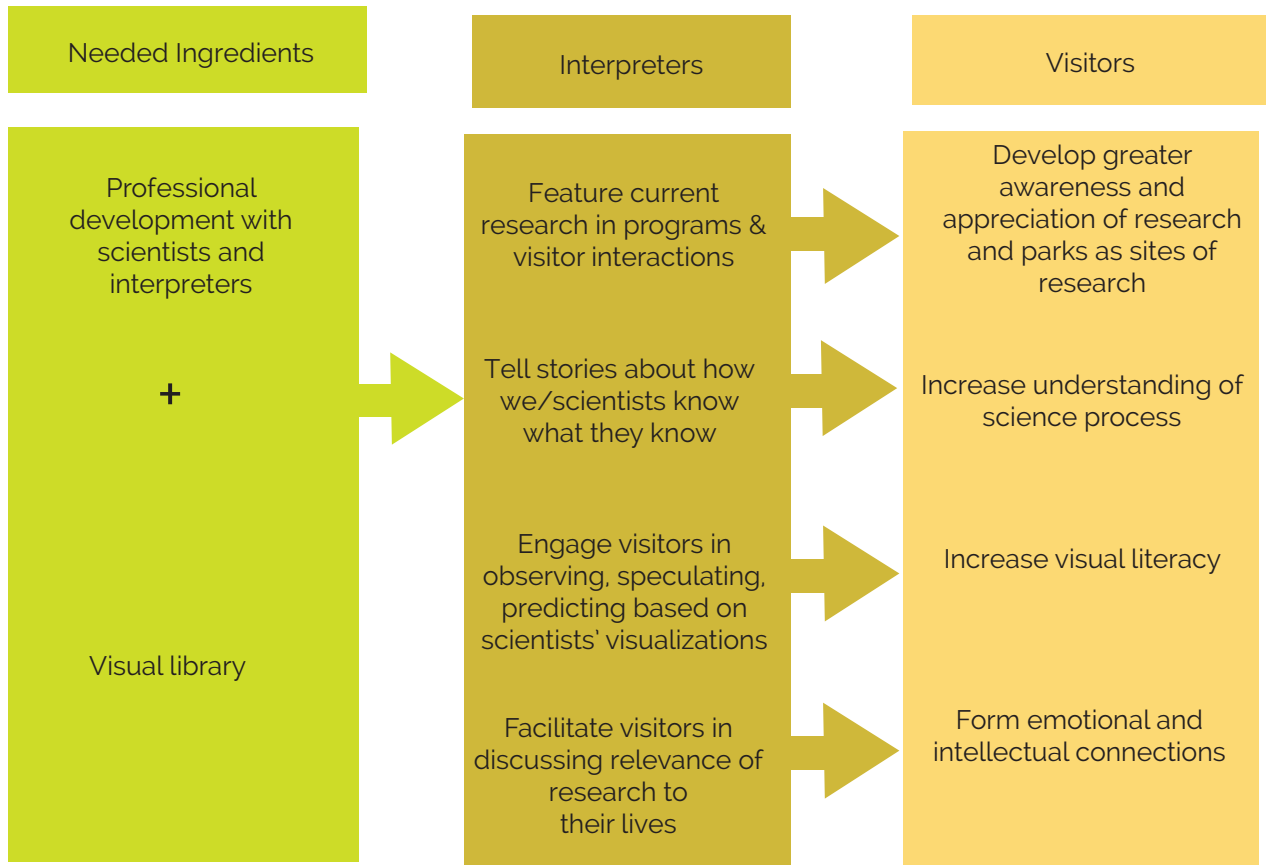 Needed Ingredients
Interpreters
Visitors
Professional
development with
scientists and
interpreters
+
Visual library
Feature current
research in programs &
visitor interactions
Tell stories about how
we/scientists know
what they know
Engage visitors in
observing, speculating,
predicting based on
scientists’ visualizations
Facilitate visitors in
discussing relevance of
research to
their lives
Develop greater
awareness and
appreciation of research
and parks as sites of
research
Increase understanding of
science process
Increase visual literacy
Form emotional and
intellectual connections